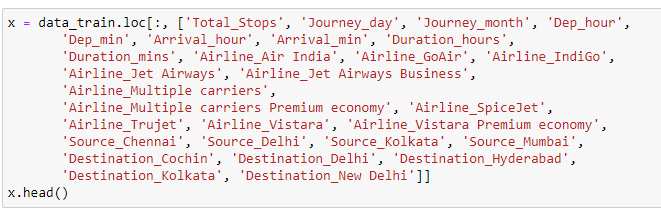 x = data_train.loc[:, ['Total_Stops', 'Journey_day', 'Journey_month', 'Dep_hour',
'Dep_min', 'Arrival_hour', 'Arrival_min', 'Duration_hours',
'Duration_mins', 'Airline_Air India', 'Airline_GoAir', 'Airline_IndiGo',
'Airline_Jet Airways', 'Airline_Jet Airways Business',
'Airline_Multiple carriers',
'Airline_Multiple carriers Premium economy', 'Airline_SpiceJet',
'Airline_Trujet', 'Airline_Vistara', 'Airline_Vistara Premium economy',
'Source_Chennai', 'Source_Delhi', 'Source_Kolkata', 'Source_Mumbai',
'Destination_Cochin', 'Destination_Delhi', 'Destination_Hyderabad',
'Destination_Kolkata', 'Destination_New Delhi']]
x.head()